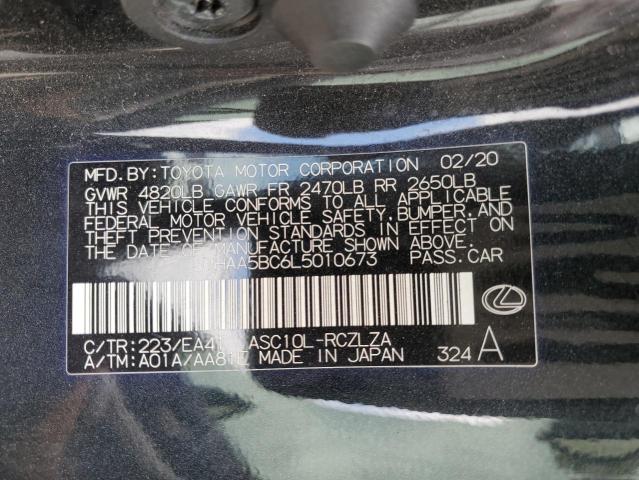 MFD.BY:TOYOTA MOTOR CORPORATION 02/20
GVWR 4820LB GAWR FR 2470LB RR 2650LB
THIS VEHICLE CONFORMS TO ALL APPLICABLE
FEDERAL MOTOR VEHICLE SAFETY, BUMPER, AND
THEFT PREVENTION STANDARDS IN EFFECT ON
THE DATE OF MANUFACTURE SHOWN ABOVE.
HAA5BC6L5010673 PASS.CAR
C/TR:223/EA41 ASC10L-RCZLZA
A/TM:A01A/AA81E MADE IN JAPAN 324 A